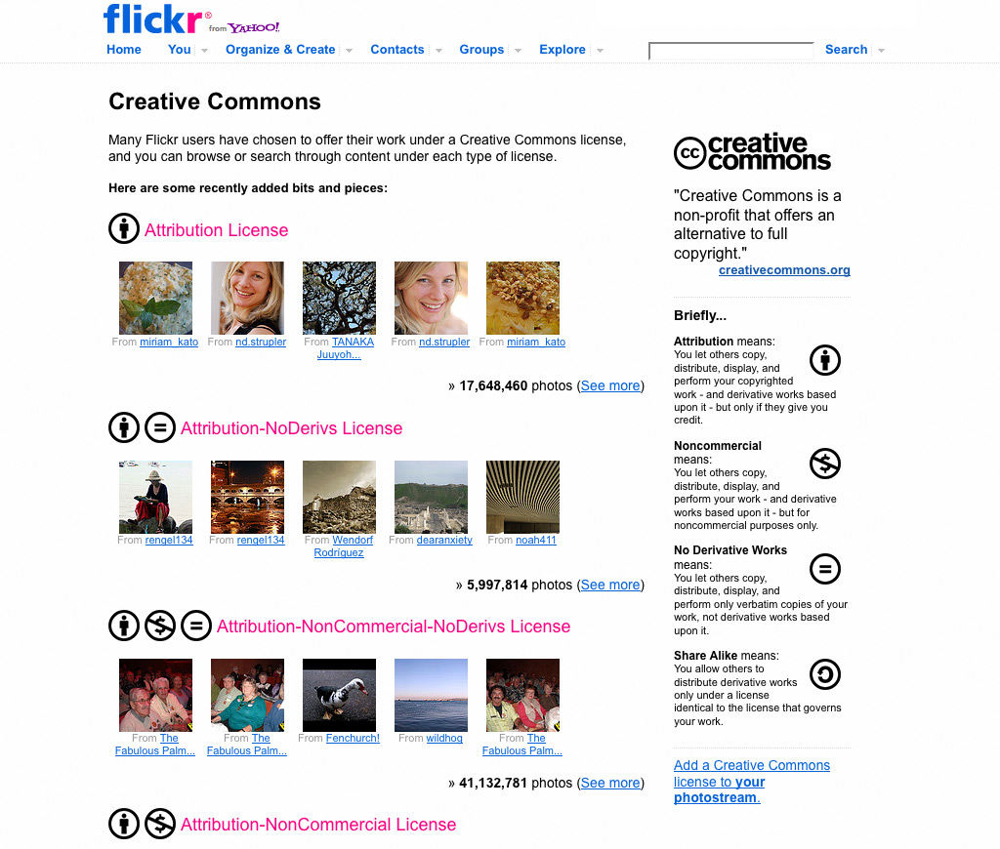 flickr® from YAHOO!
Home You Organize & Create Contacts Groups Explore Search
Creative Commons
Many Flickr users have chosen to offer their work under a Creative Commons license,
and you can browse or search through content under each type of license.
Here are some recently added bits and pieces:
Attribution License
From miriam_kato From nd.strupler From TANAKA From nd.strupler From miriam_kato
Juuyoh...
» 17,648,460 photos (See more)
Attribution-NoDerivs License
From rengel134 From rengel134 From Wendorf From dearanxiety From noah411
Rodríguez
» 5,997,814 photos (See more)
Attribution-NonCommercial-NoDerivs License
From The From The From Fenchurch! From wildhog From The
Fabulous Palm... Fabulous Palm... Fabulous Palm...
» 41,132,781 photos (See more)
Attribution-NonCommercial License
cc creative
commons
"Creative Commons is a
non-profit that offers an
alternative to full
copyright."
creativecommons.org
Briefly...
Attribution means:
You let others copy,
distribute, display, and
perform your copyrighted
work - and derivative works based
upon it - but only if they give you
credit.
Noncommercial
means:
You let others copy,
distribute, display, and
perform your work - and derivative
works based upon it - but for
noncommercial purposes only.
No Derivative Works
means:
You let others copy,
distribute, display, and
perform only verbatim copies of your
work, not derivative works based
upon it.
Share Alike means:
You allow others to
distribute derivative works
only under a license
identical to the license that governs
your work.
Add a Creative Commons
license to your
photostream.